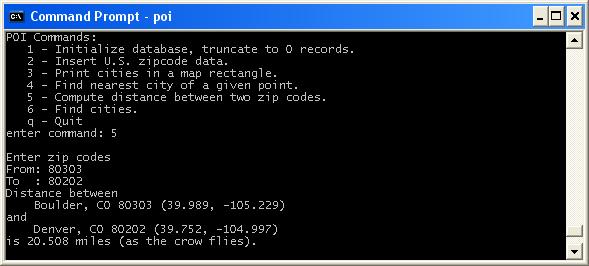 Command Prompt - poi
POI Commands:
1 - Initialize database, truncate to 0 records.
2 - Insert U.S. zipcode data.
3 - Print cities in a map rectangle.
4 - Find nearest city of a given point.
5 - Compute distance between two zip codes.
6 - Find cities.
q - Quit
enter command: 5
Enter zip codes
From: 80303
To  : 80202
Distance between
Boulder, CO 80303 (39.989, -105.229)
and
Denver, CO 80202 (39.752, -104.997)
is 20.508 miles (as the crow flies).